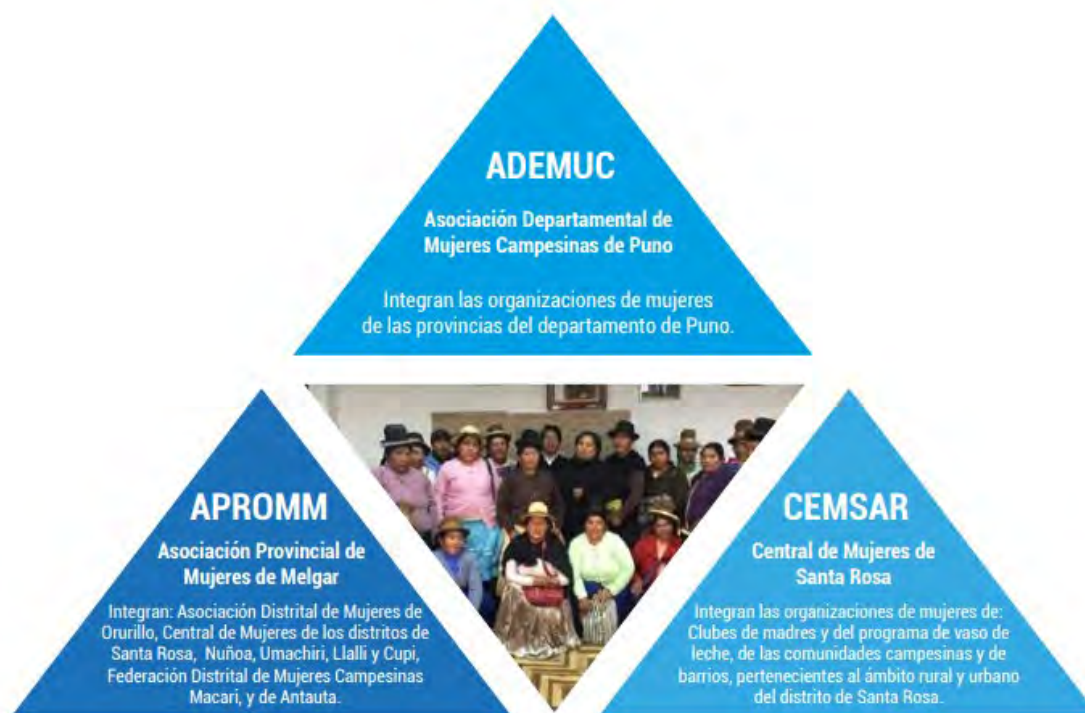 ADEMUC
Asociación Departamental de
Mujeres Campesinas de Puno
Integran las organizaciones de mujeres
de las provincias del departamento de Puno.
APROMM
Asociación Provincial de
Mujeres de Melgar
Integran: Asociación Distrital de Mujeres de
Orurillo, Central de Mujeres de los distritos de
Santa Rosa, Nuñoa, Umachiri, Llalli y Cupi,
Federación Distrital de Mujeres Campesinas
Macari, y de Antauta.
CEMSAR
Central de Mujeres de
Santa Rosa
Integran las organizaciones de mujeres de:
Clubes de madres y del programa de vaso de
leche, de las comunidades campesinas y de
barrios, pertenecientes al ámbito rural y urbano
del distrito de Santa Rosa.